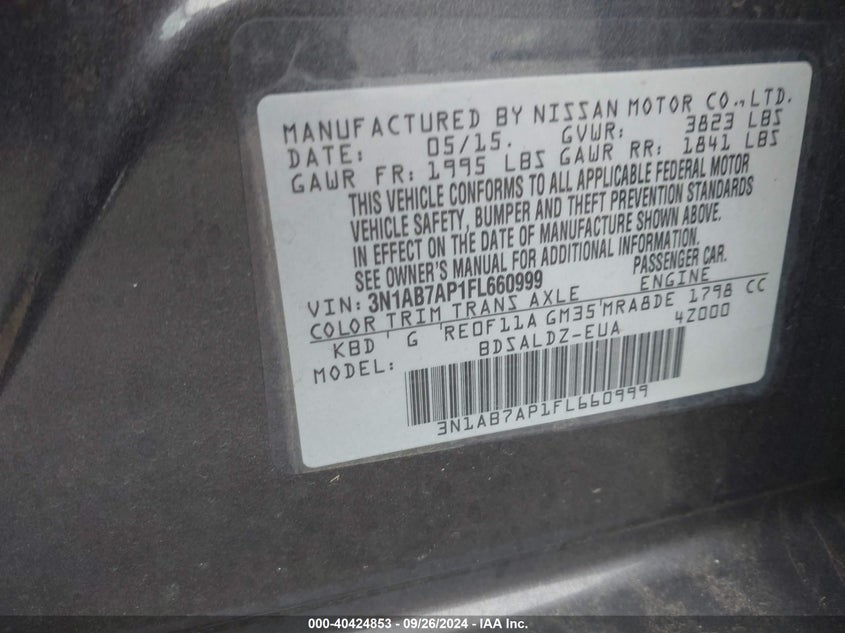 MANUFACTURED BY NISSAN MOTOR CO.,LTD.
DATE: 05/15. GVWR: 3823 LBS
GAWR FR: 1995 LBS GAWR RR: 1841 LBS
THIS VEHICLE CONFORMS TO ALL APPLICABLE FEDERAL MOTOR
VEHICLE SAFETY, BUMPER AND THEFT PREVENTION STANDARDS
IN EFFECT ON THE DATE OF MANUFACTURE SHOWN ABOVE.
SEE OWNER'S MANUAL FOR ADDITIONAL INFORMATION.
VIN: 3N1AB7AP1FL660999 PASSENGER CAR.
COLOR TRIM TRANS AXLE ENGINE
KBD G RE0F11A GM35 MRA8DE 1798 CC
MODEL: BDSALDZ-EUA 4Z000
3N1AB7AP1FL660999
000-40424853 - 09/26/2024 - IAA Inc.